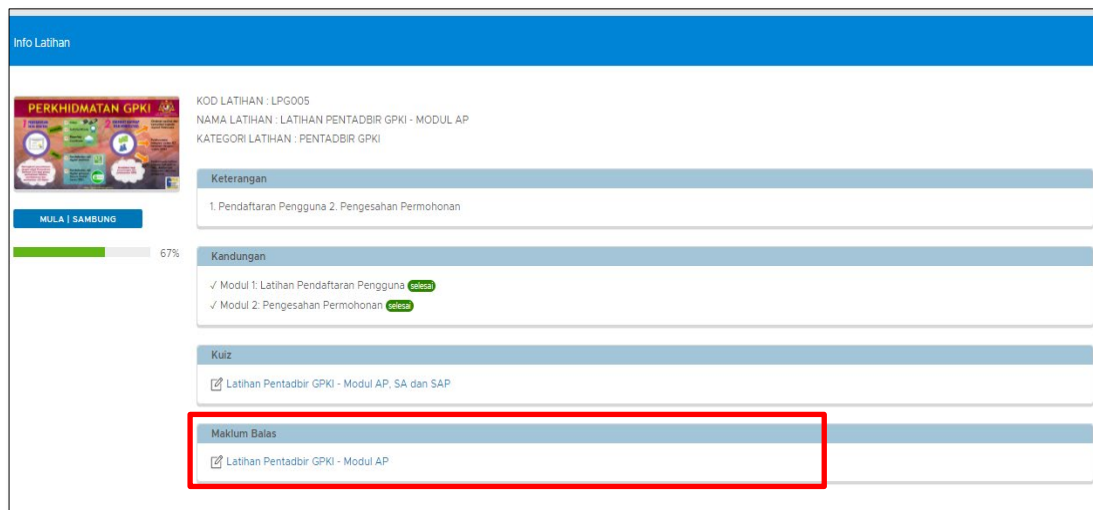 Info Latihan
PERKHIDMATAN GPKI
KOD LATIHAN : LPG005
NAMA LATIHAN : LATIHAN PENTADBIR GPKI - MODUL AP
KATEGORI LATIHAN : PENTADBIR GPKI
MULA | SAMBUNG
67%
Keterangan
1. Pendaftaran Pengguna 2. Pengesahan Permohonan
Kandungan
√ Modul 1: Latihan Pendaftaran Pengguna selesai
√ Modul 2: Pengesahan Permohonan selesai
Kuiz
Latihan Pentadbir GPKI - Modul AP, SA dan SAP
Maklum Balas
Latihan Pentadbir GPKI - Modul AP